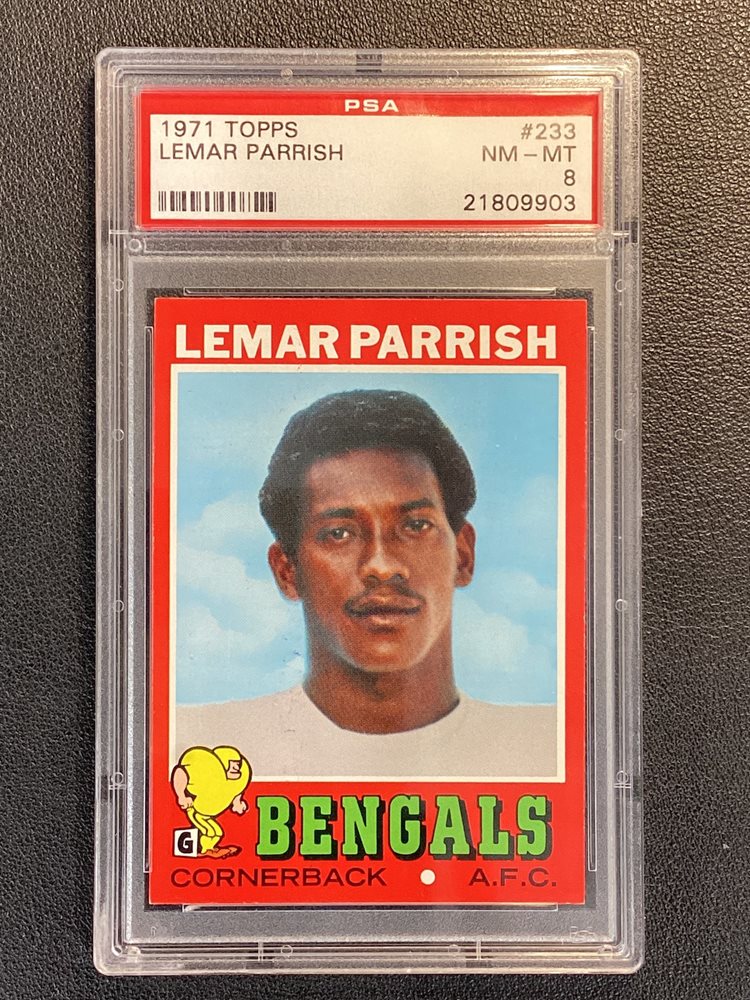 PSA
1971 TOPPS #233
LEMAR PARRISH NM-MT
8
21809903
LEMAR PARRISH
G
BENGALS
CORNERBACK • A.F.C.